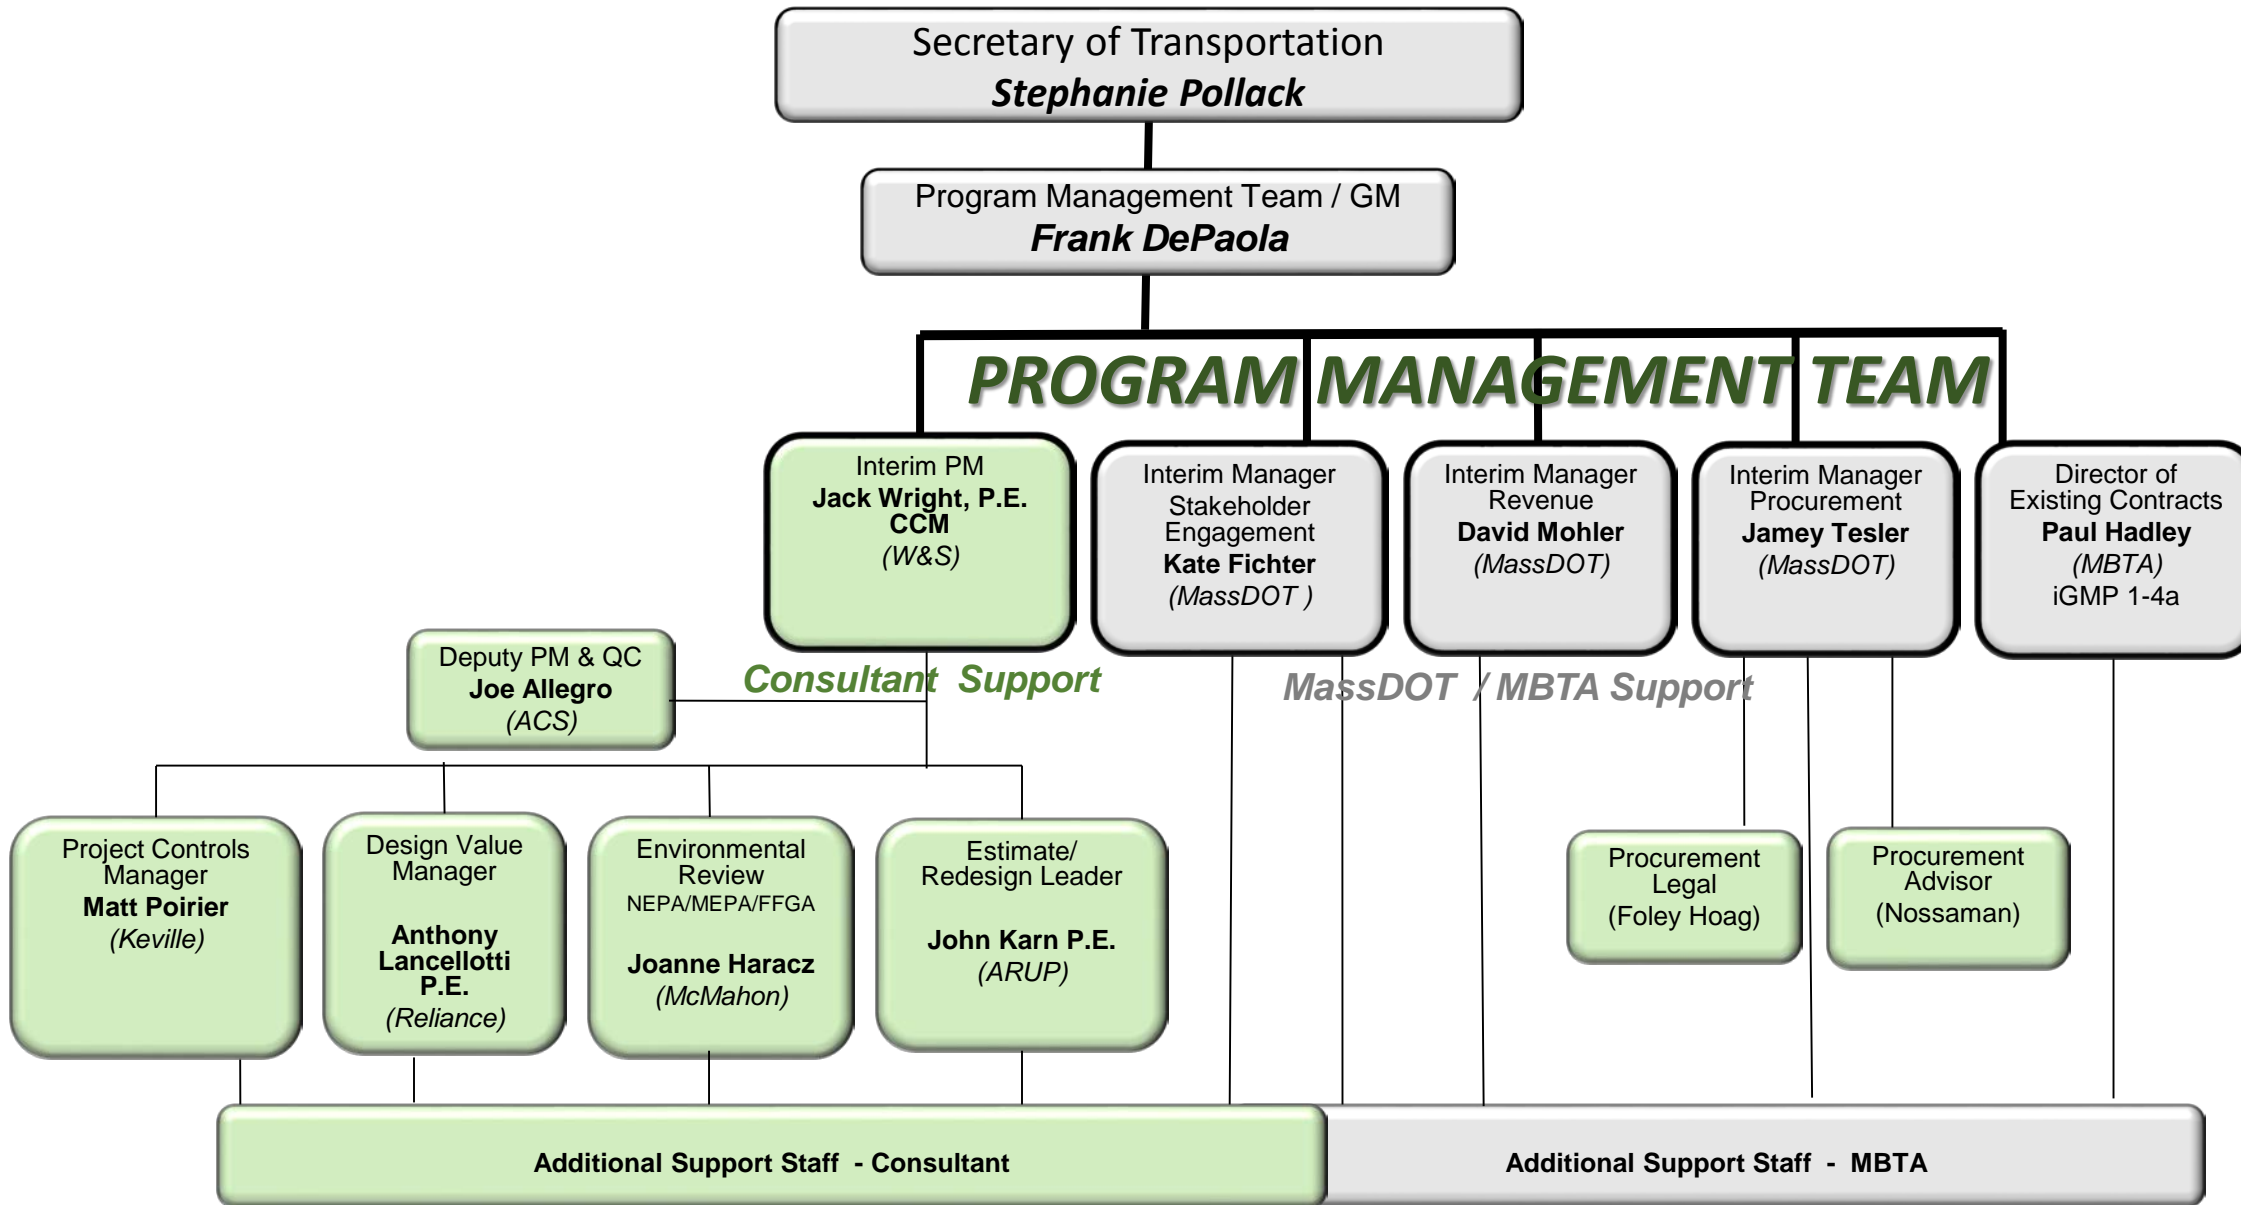 Secretary of Transportation
Stephanie Pollack
Program Management Team / GM
Frank DePaola
PROGRAM MANAGEMENT TEAM
Interim PM
Jack Wright, P.E.
CCM
(W&S)
Interim Manager
Stakeholder
Engagement
Kate Fichter
(MassDOT )
Interim Manager
Revenue
David Mohler
(MassDOT)
Interim Manager
Procurement
Jamey Tesler
(MassDOT)
Director of
Existing Contracts
Paul Hadley
(MBTA)
iGMP 1-4a
Deputy PM & QC
Joe Allegro
(ACS)
Consultant Support
MassDOT / MBTA Support
Project Controls
Manager
Matt Poirier
(Keville)
Design Value
Manager
Anthony
Lancellotti
P.E.
(Reliance)
Environmental
Review
NEPA/MEPA/FFGA
Joanne Haracz
(McMahon)
Estimate/
Redesign Leader
John Karn P.E.
(ARUP)
Procurement
Legal
(Foley Hoag)
Procurement
Advisor
(Nossaman)
Additional Support Staff - Consultant
Additional Support Staff - MBTA